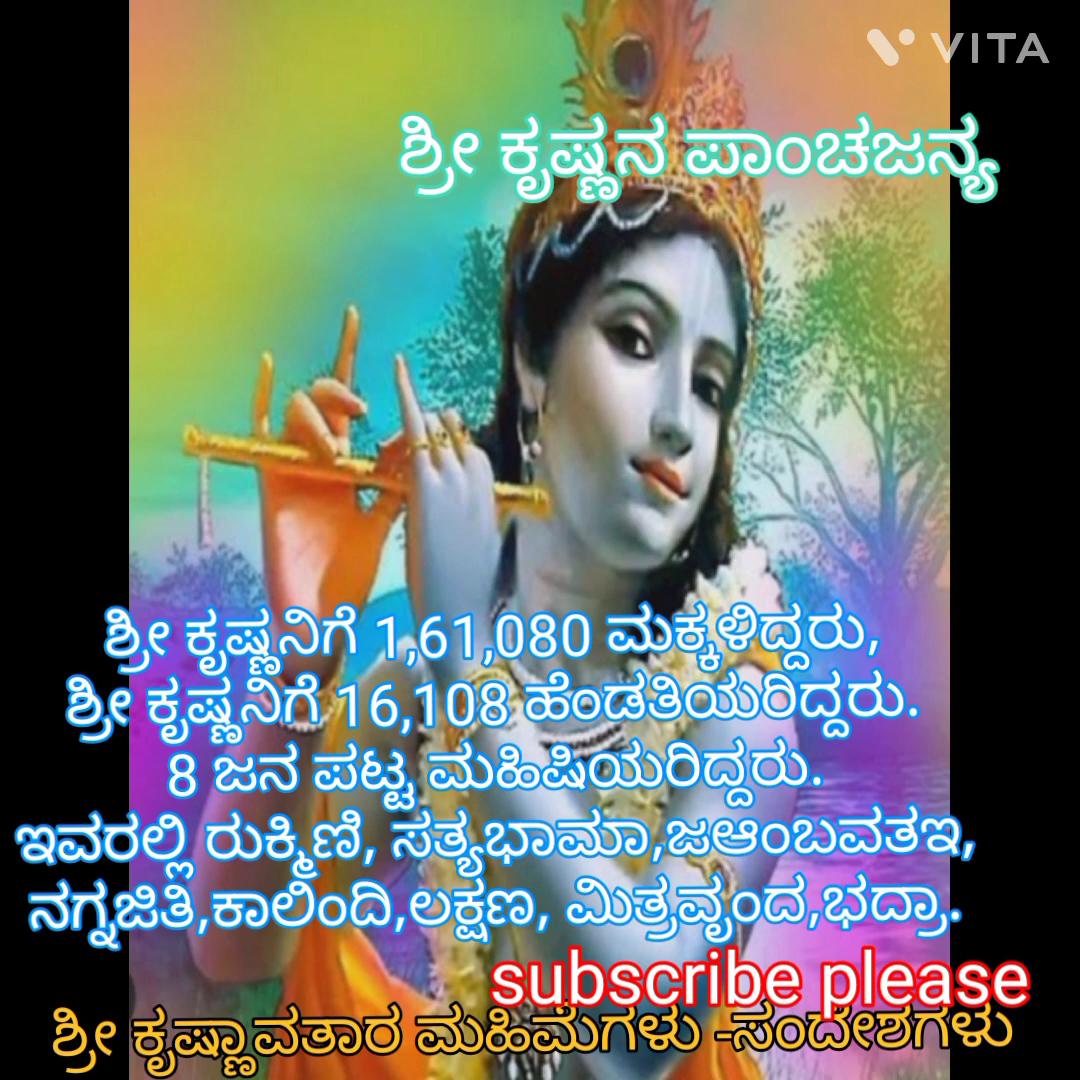 VITA
ಶ್ರೀ ಕೃಷ್ಣನ ಪಾಂಚಜನ್ಯ
ಶ್ರೀ ಕೃಷ್ಣನಿಗೆ 1,61,080 ಮಕ್ಕಳಿದ್ದರು,
ಶ್ರೀ ಕೃಷ್ಣನಿಗೆ 16,108 ಹೆಂಡತಿಯರಿದ್ದರು.
8 ಜನ ಪಟ್ಟ ಮಹಿಷಿಯರಿದ್ದರು.
ಇವರಲ್ಲಿ ರುಕ್ಮಿಣಿ, ಸತ್ಯಭಾಮಾ,ಜಆಂಬವತಇ,
ನಗ್ನಜಿತಿ,ಕಾಲಿಂದಿ,ಲಕ್ಷಣ, ಮಿತ್ರವೃಂದ,ಭದ್ರಾ.
subscribe please
ಶ್ರೀ ಕೃಷ್ಣಾವತಾರ ಮಹಿಮೆಗಳು -ಸಂದೇಶಗಳು